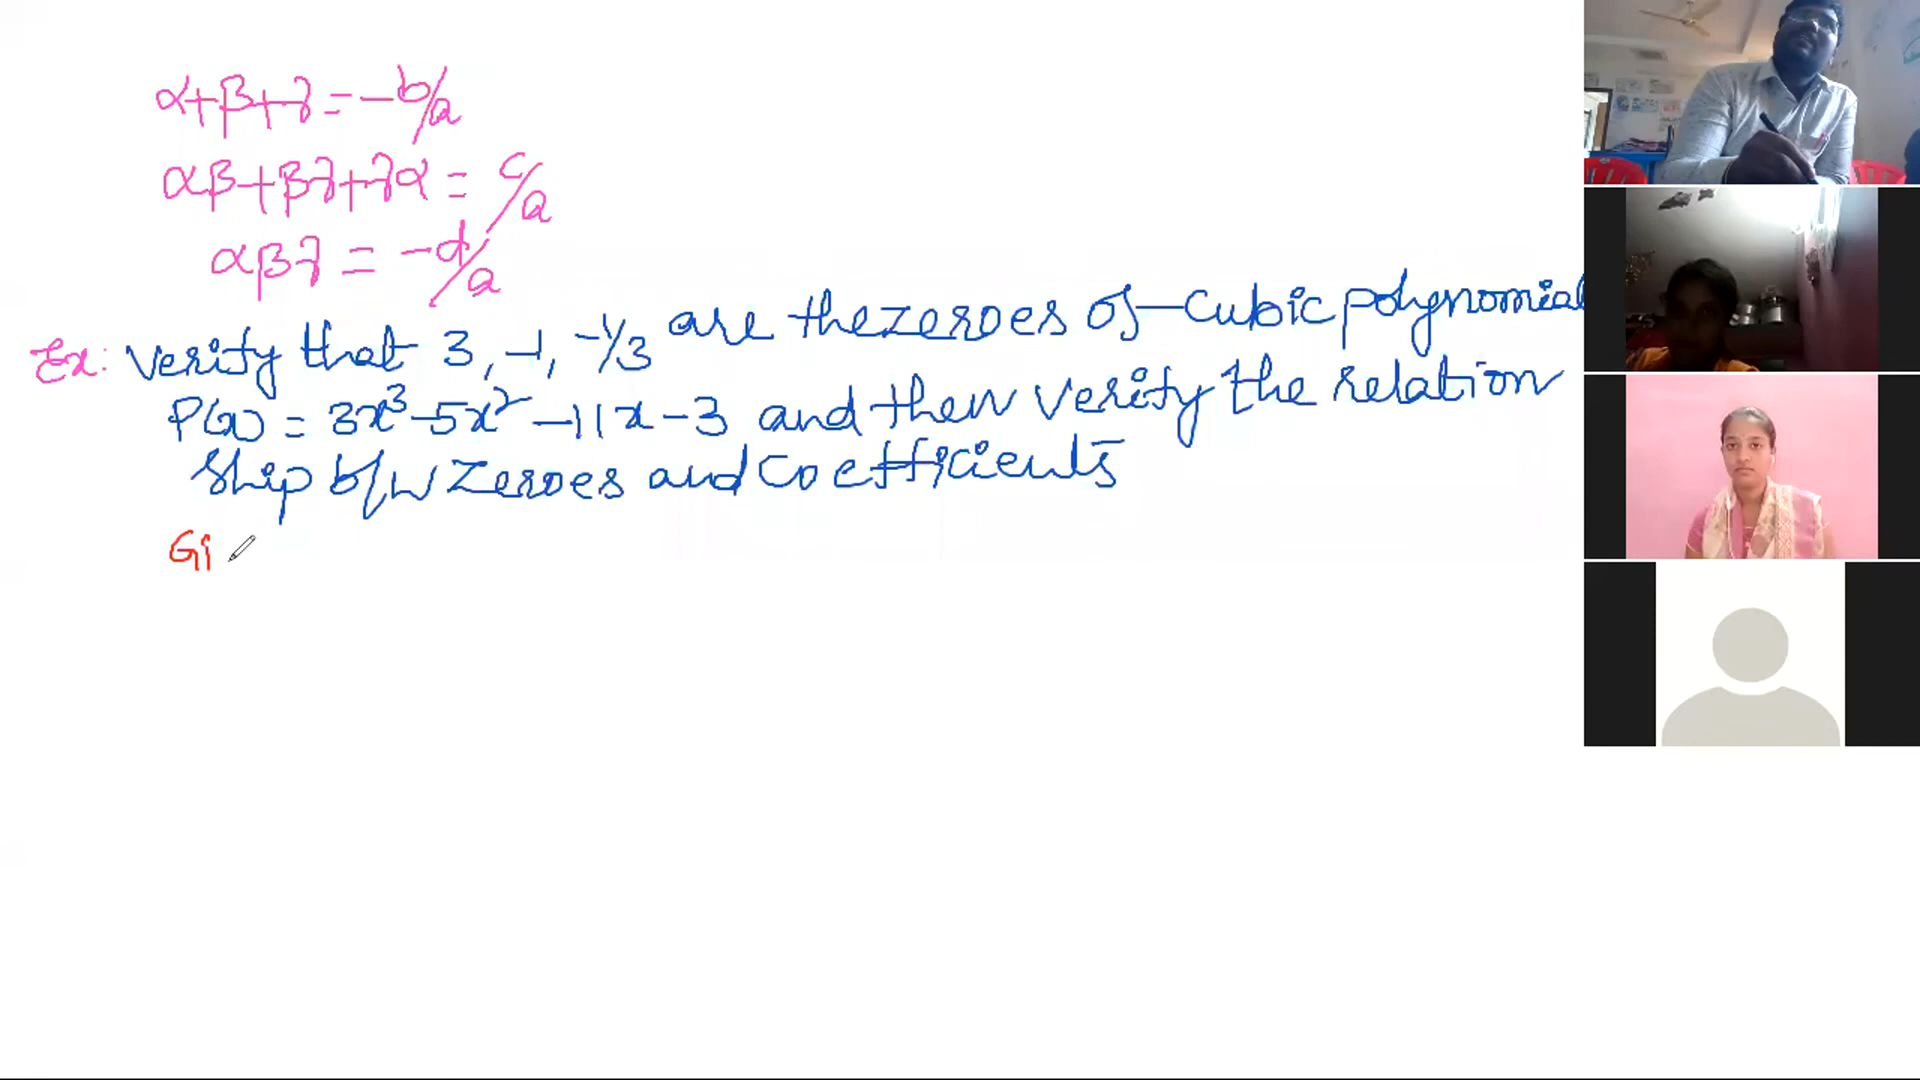 α+β+γ = -b/a
αβ+βγ+γα = c/a
αβγ = -d/a
Ex: Verify that 3, -1, -1/3 are the zeroes of cubic polynomial
P(x) = 3x³-5x²-11x-3 and then verify the relation
ship b/w zeroes and coefficients
Gi